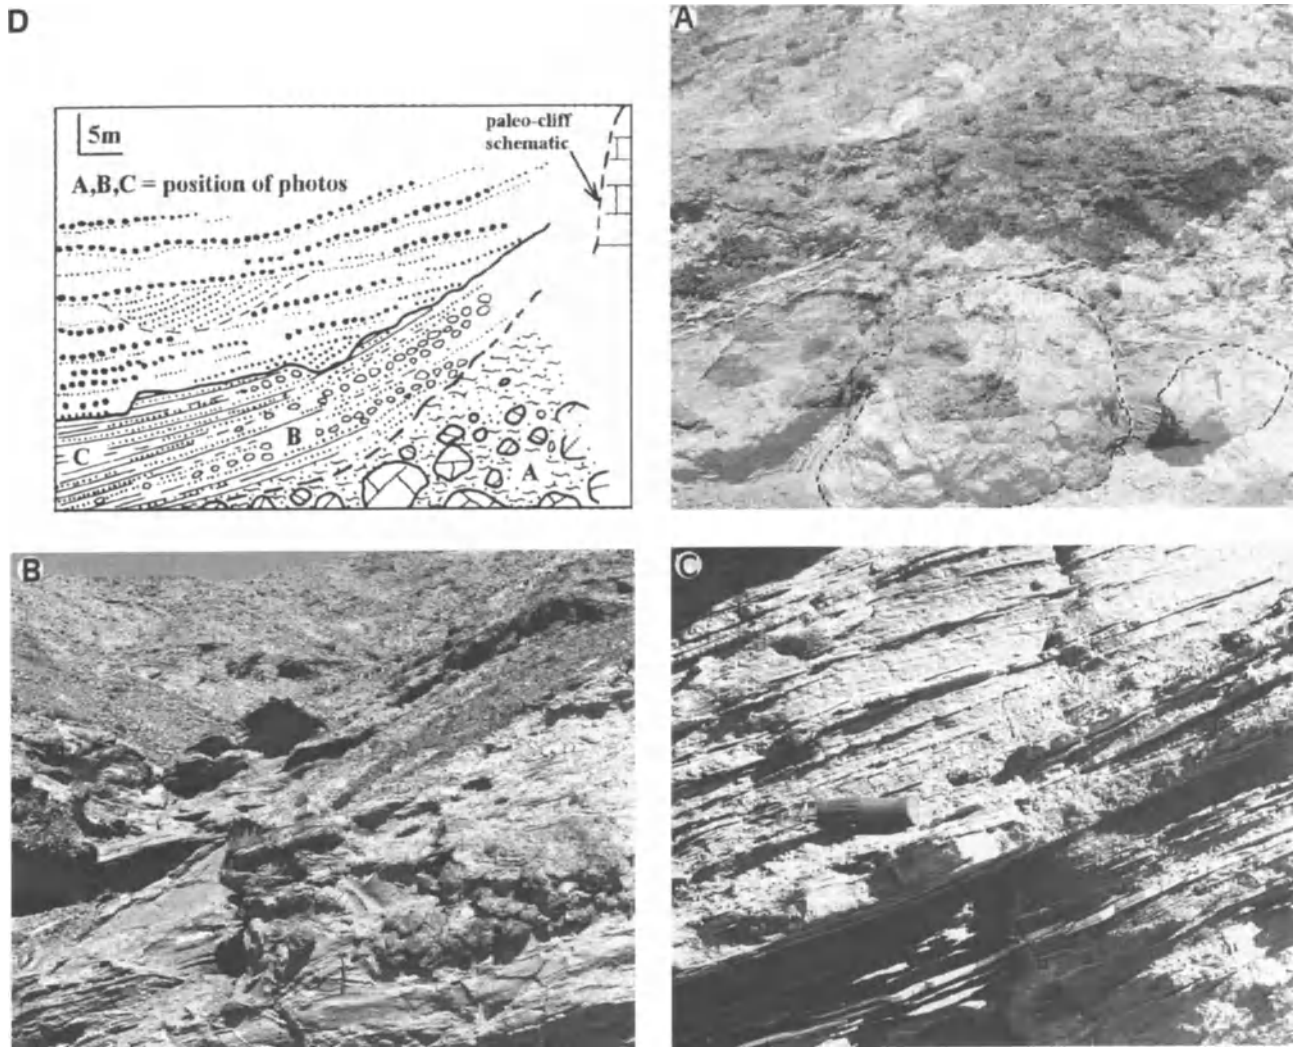 D
A
5m
paleo-cliff
schematic
A,B,C = position of photos
C
B
A
B
C